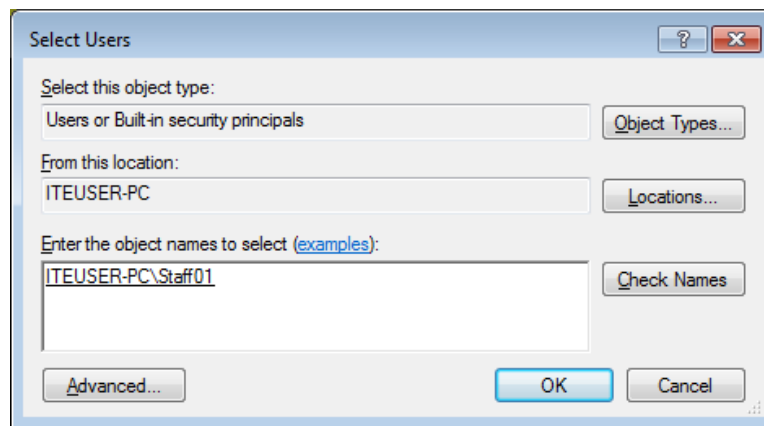 Select Users
Select this object type:
Users or Built-in security principals
Object Types...
From this location:
ITEUSER-PC
Locations...
Enter the object names to select (examples):
ITEUSER-PC\Staff01
Check Names
Advanced...
OK
Cancel